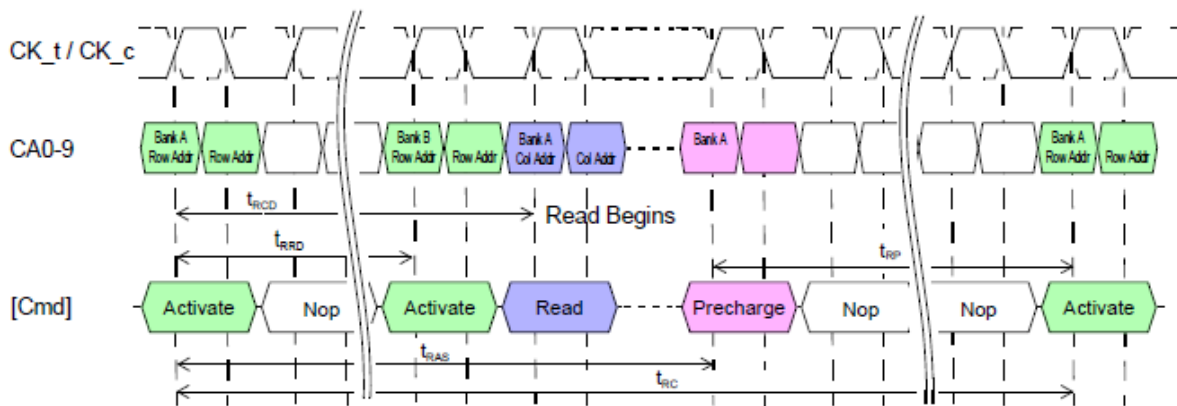 CK_t / CK_c
CA0-9
Bank A
Row Addr
Row Addr
Bank B
Row Addr
Row Addr
Bank A
Col Addr
Col Addr
Bank A
Bank A
Row Addr
Row Addr
tRCD
Read Begins
tRRD
tRP
[Cmd]
Activate
Nop
Activate
Read
Precharge
Nop
Nop
Activate
tRAS
tRC